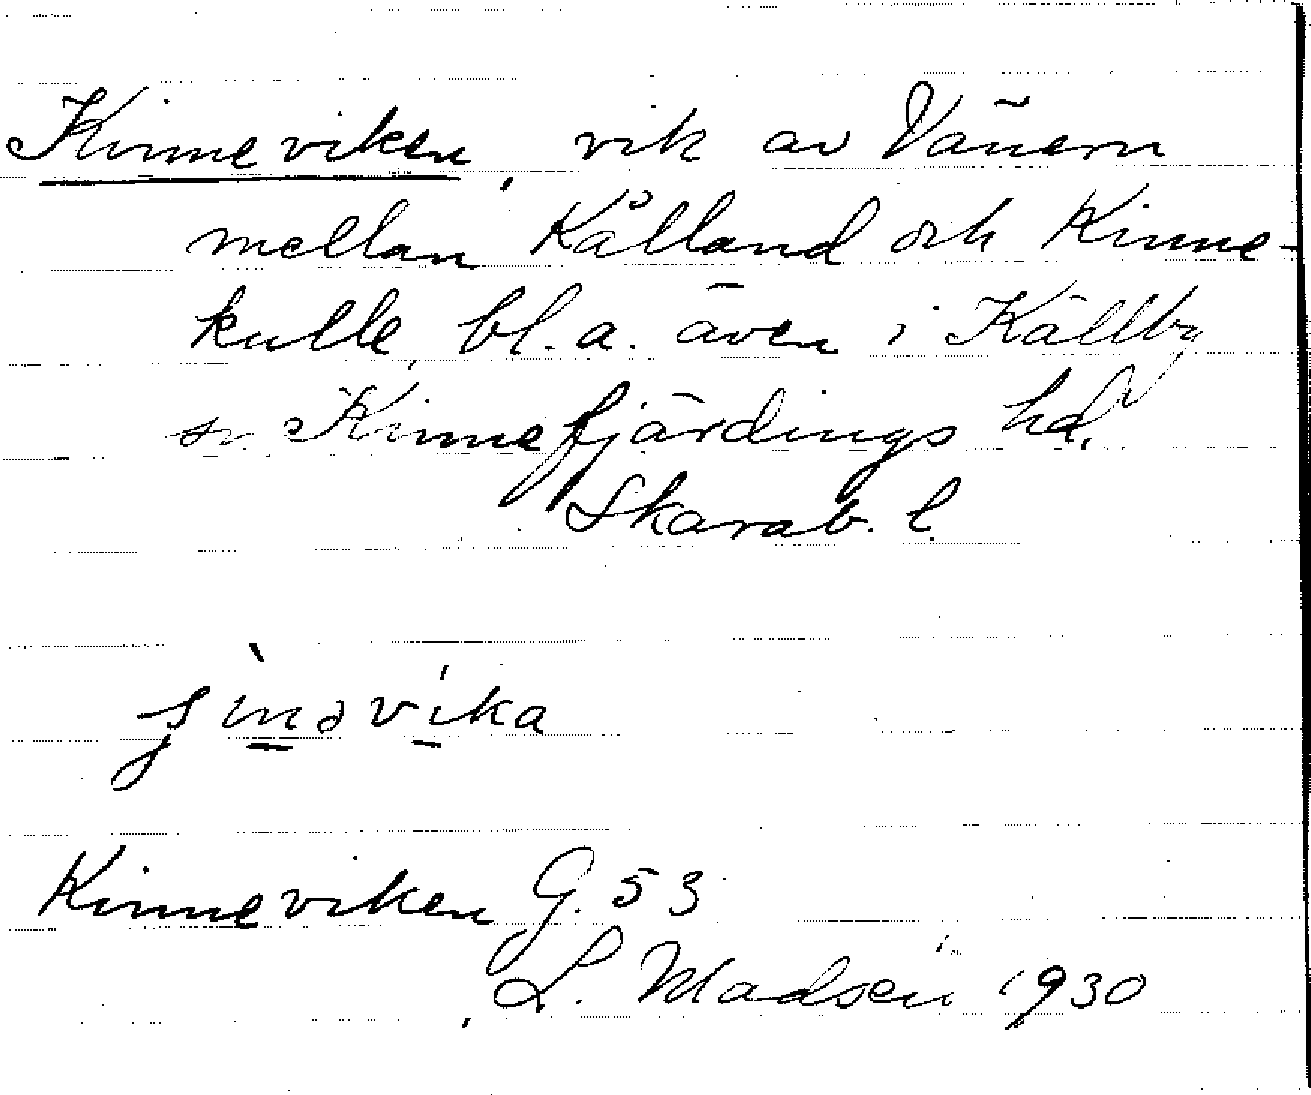 Kinneviken, vik av Vänern
mellan Kålland och Kinne-
kulle, bl. a. även i Källby
sn Kinnefjärdings hd,
Skarab. l.
Kinneviken G. 53
L. Madsén 1930